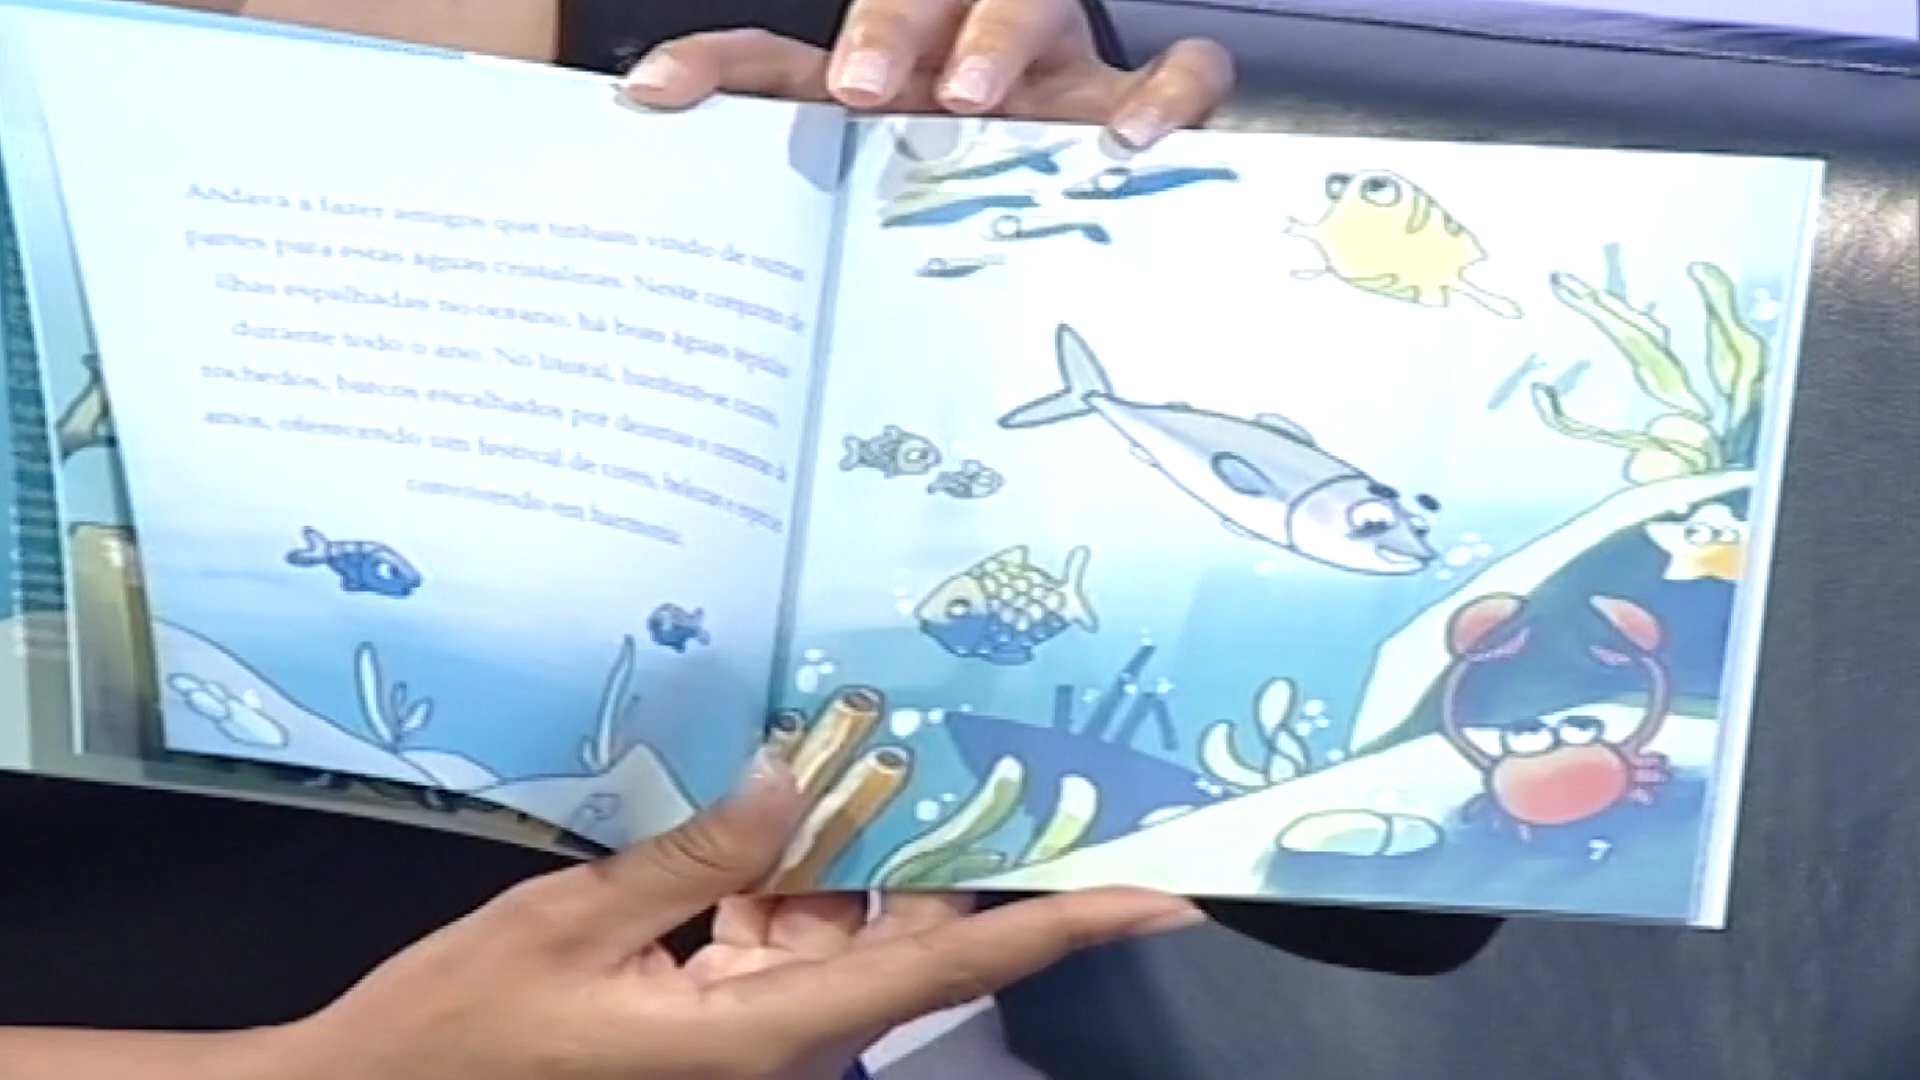 Andava a fazer amigos que tinham vindo de outras
partes para estas águas cristalinas. Neste conjunto de
ilhas espalhadas no oceano, há boas águas
durante todo o ano. No litoral,
rochedos, barcos encalhados por
anos, oferecendo um festival de cores, beleza e
convivendo em harmonia.
7